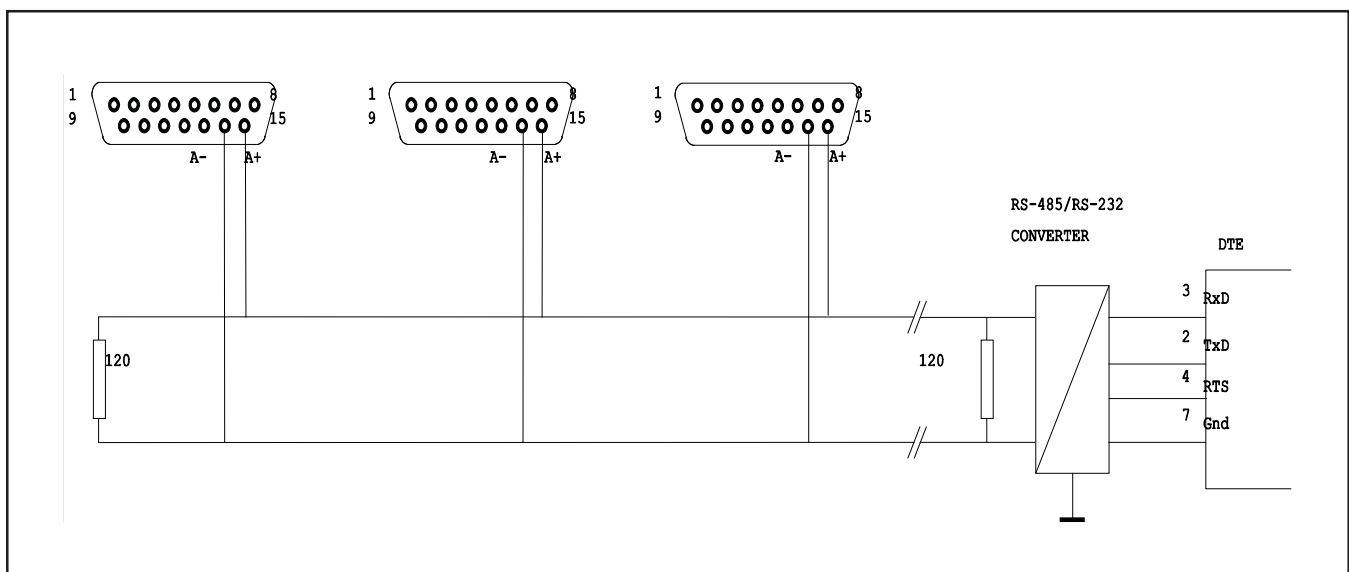 1 8
9 15
A- A+
1 8
9 15
A- A+
1 8
9 15
A- A+
RS-485/RS-232
CONVERTER
DTE
3 RxD
2 TxD
4 RTS
7 Gnd
120
120